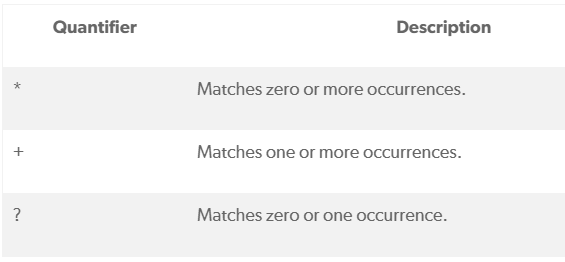 Quantifier Description
* Matches zero or more occurrences.
+ Matches one or more occurrences.
? Matches zero or one occurrence.